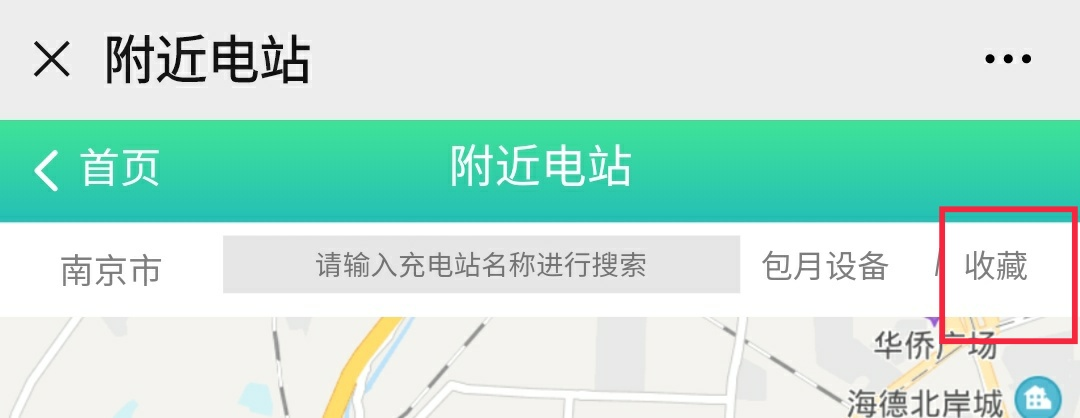 附近电站
首页 附近电站
南京市 请输入充电站名称进行搜索 包月设备 / 收藏
华侨广场
海德北岸城